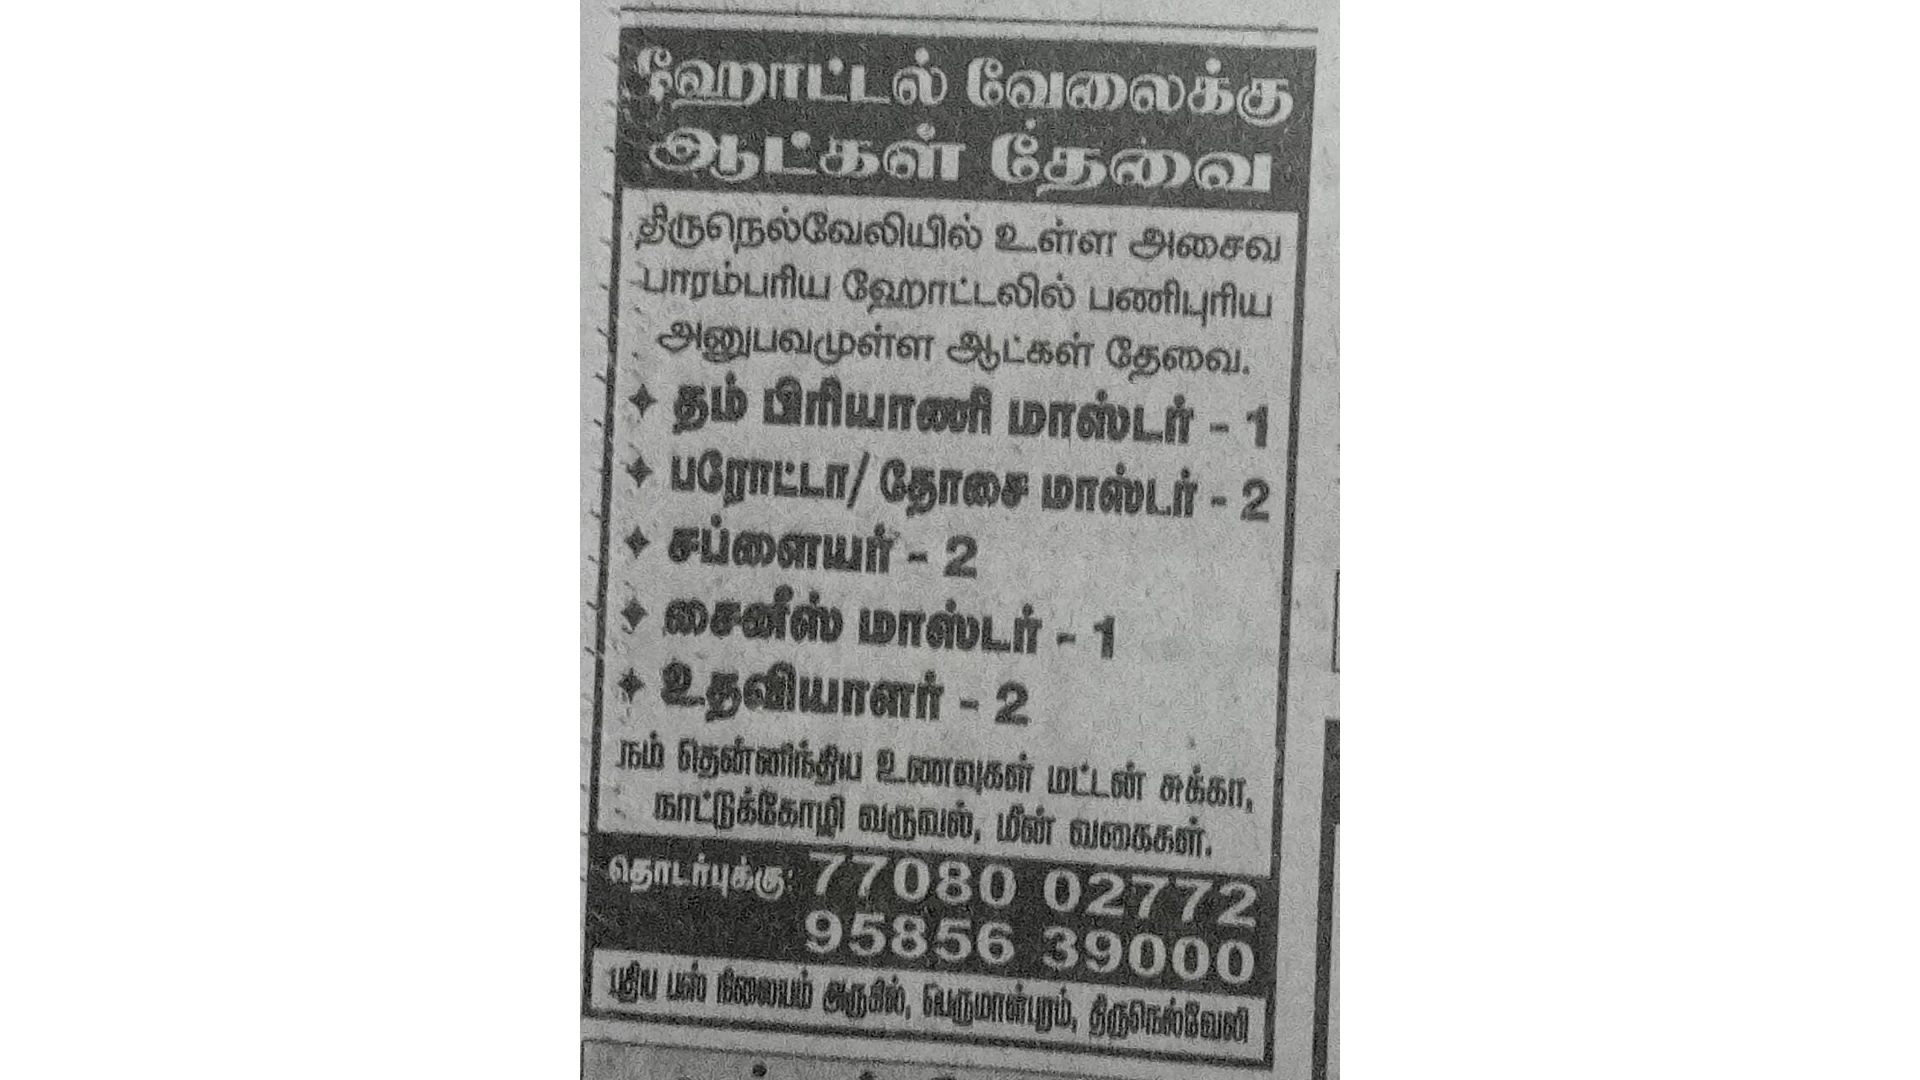 ஹோட்டல் வேலைக்கு
ஆட்கள் தேவை
திருநெல்வேலியில் உள்ள அசைவ
பாரம்பரிய ஹோட்டலில் பணிபுரிய
அனுபவமுள்ள ஆட்கள் தேவை.
✦ தம் பிரியாணி மாஸ்டர் - 1
✦ பரோட்டா/ தோசை மாஸ்டர் - 2
✦ சப்ளையர் - 2
✦ சைனீஸ் மாஸ்டர் - 1
✦ உதவியாளர் - 2
நம் தென்னிந்திய உணவுகள் மட்டன் சுக்கா,
நாட்டுக்கோழி வருவல், மீன் வகைகள்.
தொடர்புக்கு: 77080 02772
95856 39000
புதிய பஸ் நிலையம் அருகில், பெருமாள்புரம், திருநெல்வேலி